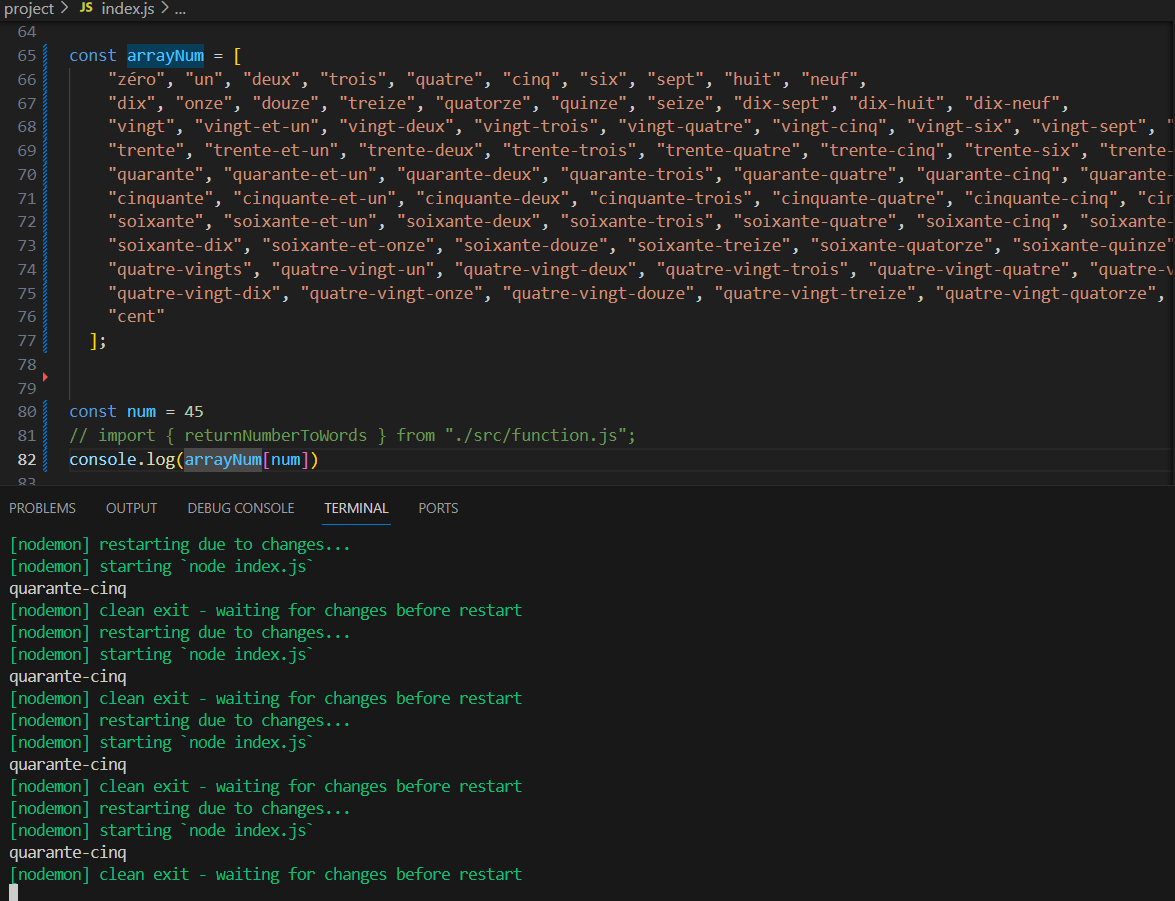 project > JS index.js > ...
64
65 const arrayNum = [
66 "zéro", "un", "deux", "trois", "quatre", "cinq", "six", "sept", "huit", "neuf",
67 "dix", "onze", "douze", "treize", "quatorze", "quinze", "seize", "dix-sept", "dix-huit", "dix-neuf",
68 "vingt", "vingt-et-un", "vingt-deux", "vingt-trois", "vingt-quatre", "vingt-cinq", "vingt-six", "vingt-sept", "
69 "trente", "trente-et-un", "trente-deux", "trente-trois", "trente-quatre", "trente-cinq", "trente-six", "trente-
70 "quarante", "quarante-et-un", "quarante-deux", "quarante-trois", "quarante-quatre", "quarante-cinq", "quarante-
71 "cinquante", "cinquante-et-un", "cinquante-deux", "cinquante-trois", "cinquante-quatre", "cinquante-cinq", "cin
72 "soixante", "soixante-et-un", "soixante-deux", "soixante-trois", "soixante-quatre", "soixante-cinq", "soixante-
73 "soixante-dix", "soixante-et-onze", "soixante-douze", "soixante-treize", "soixante-quatorze", "soixante-quinze"
74 "quatre-vingts", "quatre-vingt-un", "quatre-vingt-deux", "quatre-vingt-trois", "quatre-vingt-quatre", "quatre-v
75 "quatre-vingt-dix", "quatre-vingt-onze", "quatre-vingt-douze", "quatre-vingt-treize", "quatre-vingt-quatorze",
76 "cent"
77 ];
78
79
80 const num = 45
81 // import { returnNumberToWords } from "./src/function.js";
82 console.log(arrayNum[num])
83
PROBLEMS OUTPUT DEBUG CONSOLE TERMINAL PORTS
[nodemon] restarting due to changes...
[nodemon] starting `node index.js`
quarante-cinq
[nodemon] clean exit - waiting for changes before restart
[nodemon] restarting due to changes...
[nodemon] starting `node index.js`
quarante-cinq
[nodemon] clean exit - waiting for changes before restart
[nodemon] restarting due to changes...
[nodemon] starting `node index.js`
quarante-cinq
[nodemon] clean exit - waiting for changes before restart
[nodemon] restarting due to changes...
[nodemon] starting `node index.js`
quarante-cinq
[nodemon] clean exit - waiting for changes before restart